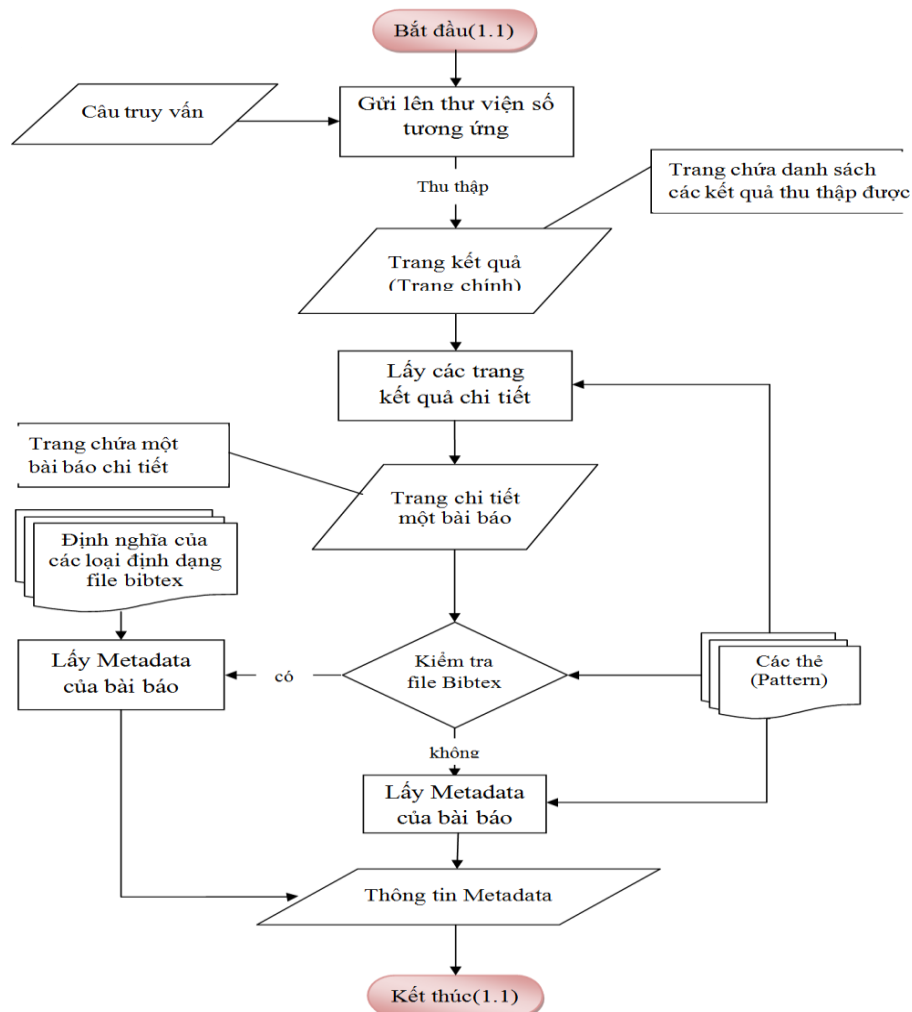 Bắt đầu(1.1)
Câu truy vấn
Gửi lên thư viện số
tương ứng
Thu thập
Trang chứa danh sách
các kết quả thu thập được
Trang kết quả
(Trang chính)
Lấy các trang
kết quả chi tiết
Trang chứa một
bài báo chi tiết
Trang chi tiết
một bài báo
Định nghĩa của
các loại định dạng
file bibtex
Lấy Metadata
của bài báo
có
Kiểm tra
file Bibtex
Các thẻ
(Pattern)
không
Lấy Metadata
của bài báo
Thông tin Metadata
Kết thúc(1.1)